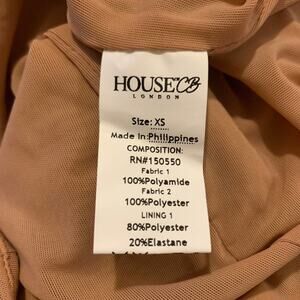 HOUSE OF CB
LONDON
Size: XS
Made in:Philippines
COMPOSITION:
RN#150550
Fabric 1
100%Polyamide
Fabric 2
100%Polyester
LINING 1
80%Polyester
20%Elastane